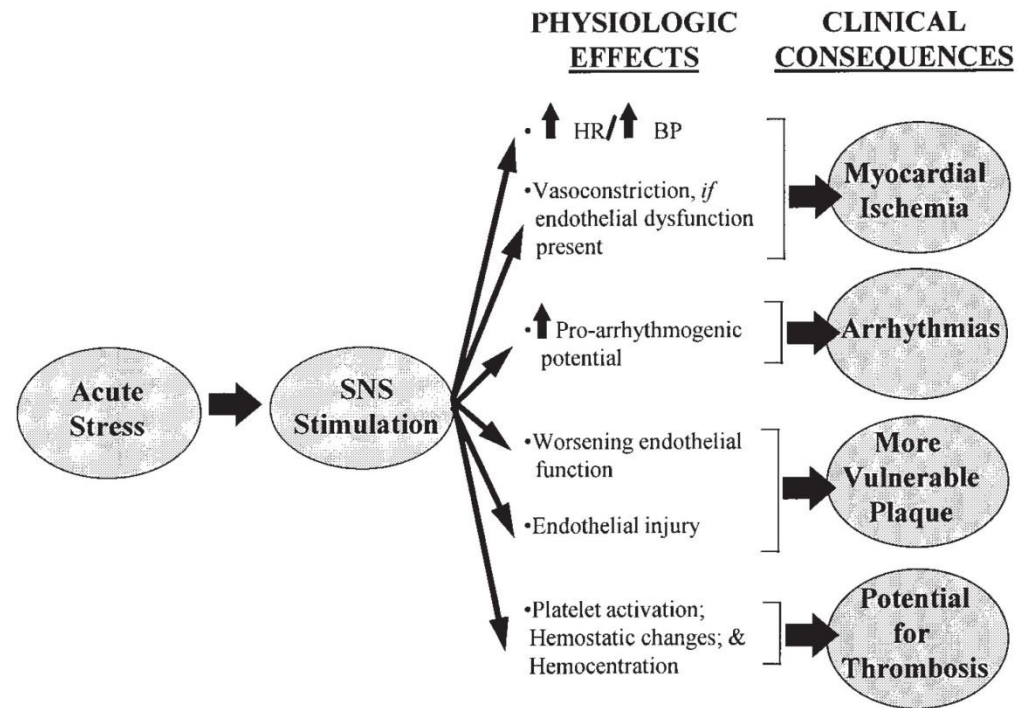 PHYSIOLOGIC
EFFECTS
CLINICAL
CONSEQUENCES
Acute
Stress
SNS
Stimulation
• HR/ BP
•Vasoconstriction, if
endothelial dysfunction
present
• Pro-arrhythmogenic
potential
•Worsening endothelial
function
•Endothelial injury
•Platelet activation;
Hemostatic changes; &
Hemocentration
Myocardial
Ischemia
Arrhythmias
More
Vulnerable
Plaque
Potential
for
Thrombosis